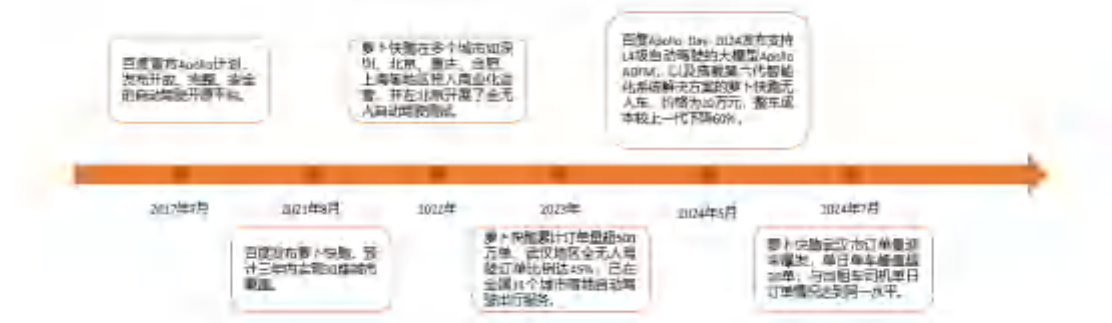 百度宣布Apollo计划,
发布开放、完整、安全
的自动驾驶开源平台。
萝卜快跑在多个城市如深
圳、北京、重庆、合肥、
上海等地区投入商业化运
营,并在北京开展了全无
人自动驾驶测试。
百度Apollo Day 2024发布支持
L4级自动驾驶的大模型Apollo
ADFM,以及搭载第六代智能
化系统解决方案的萝卜快跑无
人车,价格为20万元,整车成
本较上一代下降60%。
2017年
2021年8月
2022年
2023年
2024年5月
2024年7月
百度发布萝卜快跑,预
计三年内
覆盖。
萝卜快跑累计订单量超500
万单,武汉地区全无人驾
驶订单比例达45%,已在
全国11个城市落地自动驾
驶出行服务。
萝卜快跑武汉市订单量迎
来爆发,单日单车峰值超
20单,与出租车司机单日
订单情况达到同一水平。